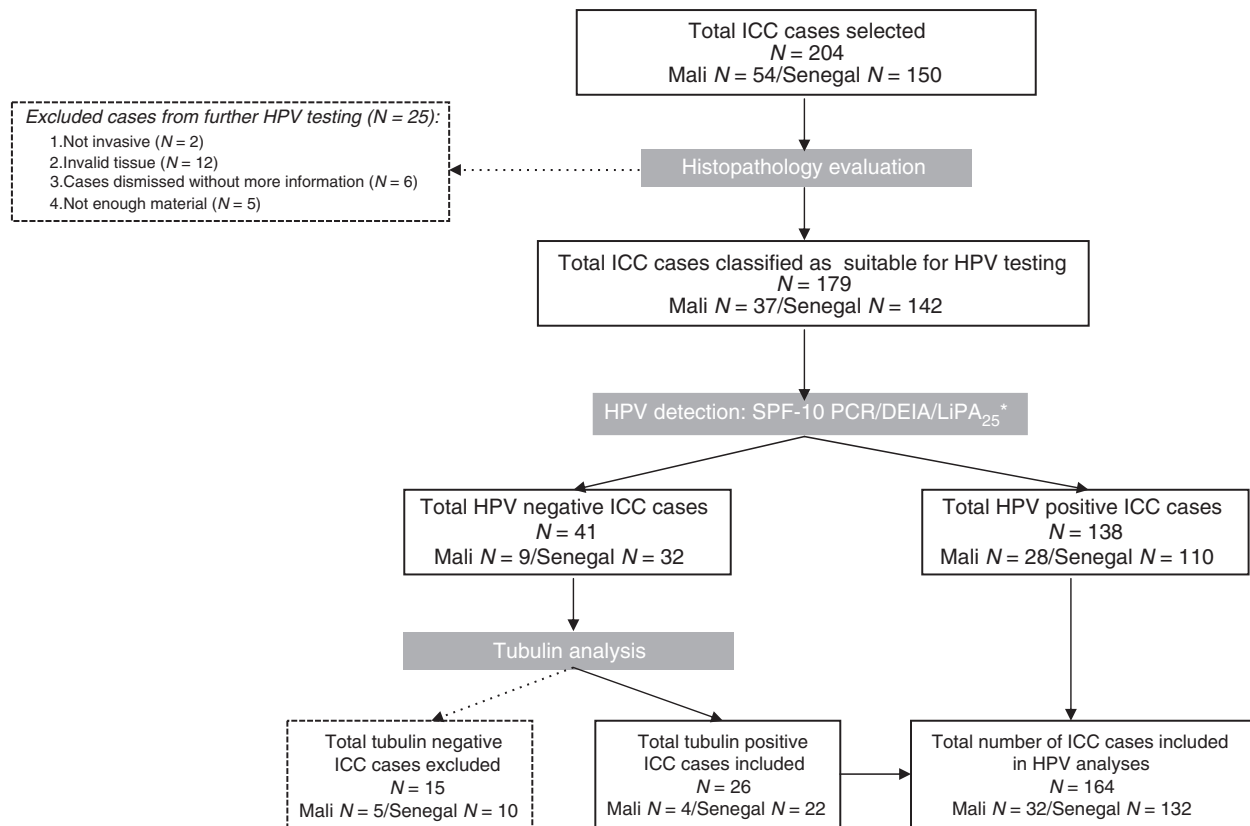 Total ICC cases selected
N = 204
Mali N = 54/Senegal N = 150
Excluded cases from further HPV testing (N = 25):
1.Not invasive (N = 2)
2.Invalid tissue (N = 12)
3.Cases dismissed without more information (N = 6)
4.Not enough material (N = 5)
Histopathology evaluation
Total ICC cases classified as suitable for HPV testing
N = 179
Mali N = 37/Senegal N = 142
HPV detection: SPF-10 PCR/DEIA/LiPA25*
Total HPV negative ICC cases
N = 41
Mali N = 9/Senegal N = 32
Total HPV positive ICC cases
N = 138
Mali N = 28/Senegal N = 110
Tubulin analysis
Total tubulin negative
ICC cases excluded
N = 15
Mali N = 5/Senegal N = 10
Total tubulin positive
ICC cases included
N = 26
Mali N = 4/Senegal N = 22
Total number of ICC cases included
in HPV analyses
N = 164
Mali N = 32/Senegal N = 132